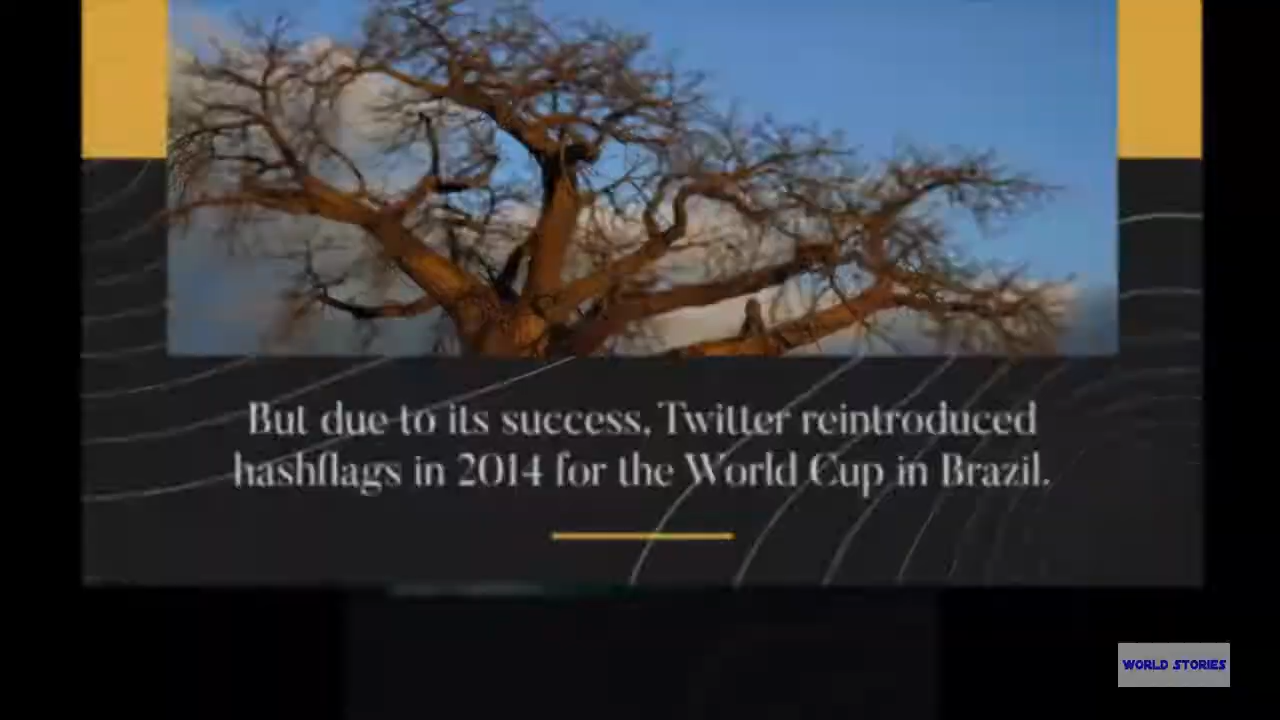 But due to its success, Twitter reintroduced
hashflags in 2014 for the World Cup in Brazil.
WORLD STORIES